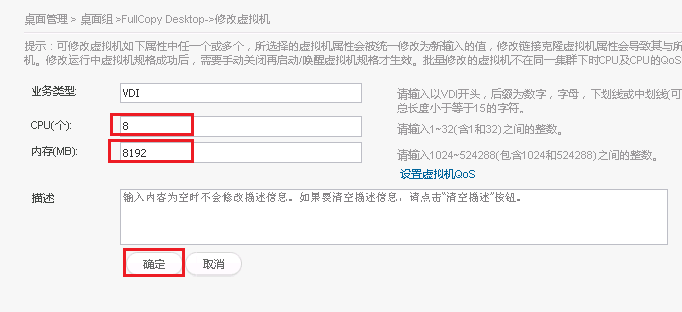 桌面管理 > 桌面组 >FullCopy Desktop->修改虚拟机
提示：可修改虚拟机如下属性中任一个或多个，所选择的虚拟机属性会被统一修改为新输入的值，修改链接克隆虚拟机属性会导致其与所
机。修改运行中虚拟机规格成功后，需要手动关闭再启动/唤醒虚拟机规格才生效。批量修改的虚拟机不在同一集群下时CPU及CPU的QoS
业务类型: VDI 请输入以VDI开头，后缀为数字，字母，下划线或中划线(可
总长度小于等于15的字符。
CPU(个): 8 请输入1~32(含1和32)之间的整数。
内存(MB): 8192 请输入1024~524288(包含1024和524288)之间的整数。
设置虚拟机QoS
描述 输入内容为空时不会修改描述信息。如果要清空描述信息，请点击“清空描述”按钮。
确定 取消